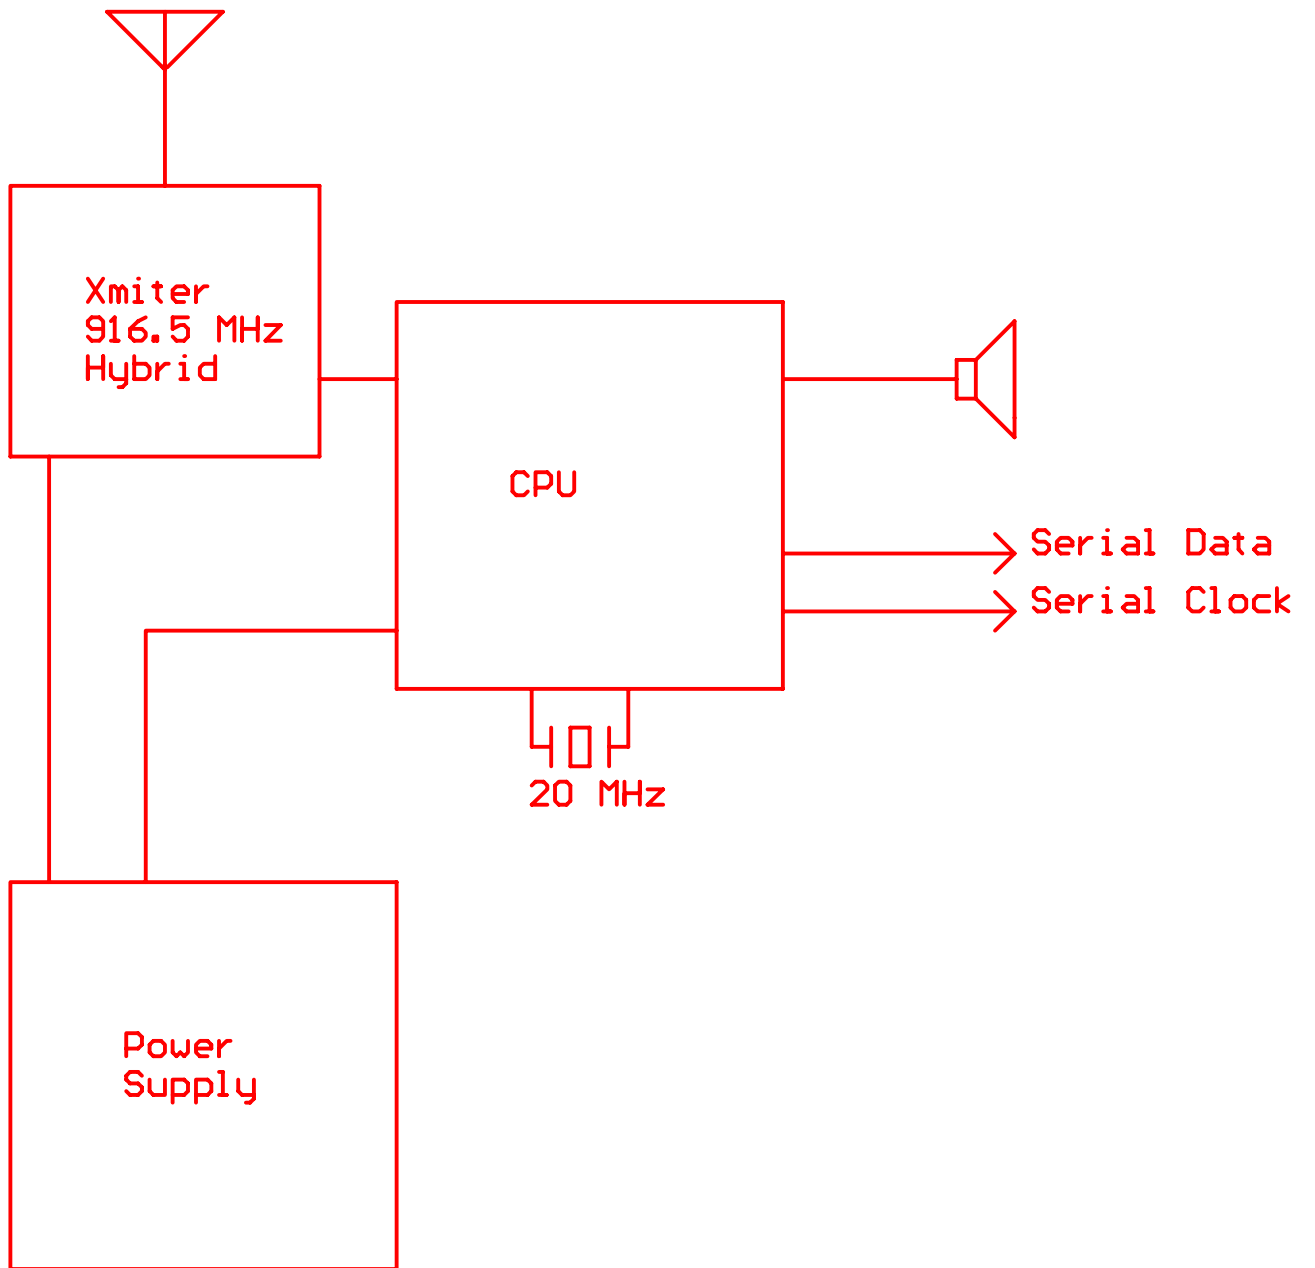 Xmiter
916.5 MHz
Hybrid
CPU
Serial Data
Serial Clock
20 MHz
Power
Supply